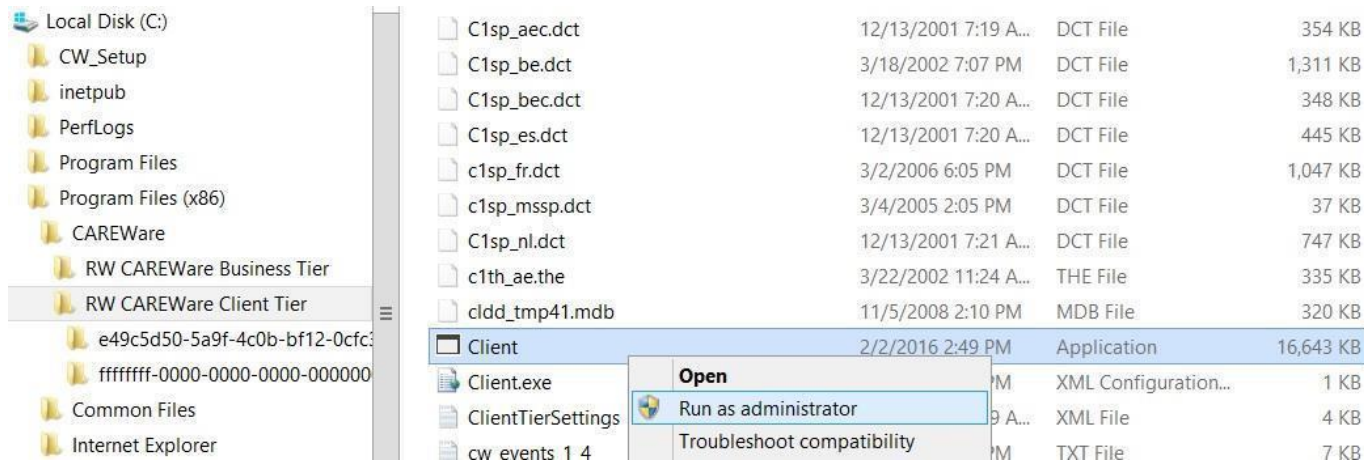 Local Disk (C:)
CW_Setup
inetpub
PerfLogs
Program Files
Program Files (x86)
CAREWare
RW CAREWare Business Tier
RW CAREWare Client Tier
e49c5d50-5a9f-4c0b-bf12-0cfc
ffffffff-0000-0000-0000-000000
Common Files
Internet Explorer
C1sp_aec.dct 12/13/2001 7:19 A... DCT File 354 KB
C1sp_be.dct 3/18/2002 7:07 PM DCT File 1,311 KB
C1sp_bec.dct 12/13/2001 7:20 A... DCT File 348 KB
C1sp_es.dct 12/13/2001 7:20 A... DCT File 445 KB
c1sp_fr.dct 3/2/2006 6:05 PM DCT File 1,047 KB
c1sp_mssp.dct 3/4/2005 2:05 PM DCT File 37 KB
C1sp_nl.dct 12/13/2001 7:21 A... DCT File 747 KB
c1th_ae.the 3/22/2002 11:24 A... THE File 335 KB
cldd_tmp41.mdb 11/5/2008 2:10 PM MDB File 320 KB
Client 2/2/2016 2:49 PM Application 16,643 KB
Client.exe PM XML Configuration... 1 KB
ClientTierSettings 9 A... XML File 4 KB
cw_events_1_4 PM TXT File 7 KB
Open
Run as administrator
Troubleshoot compatibility